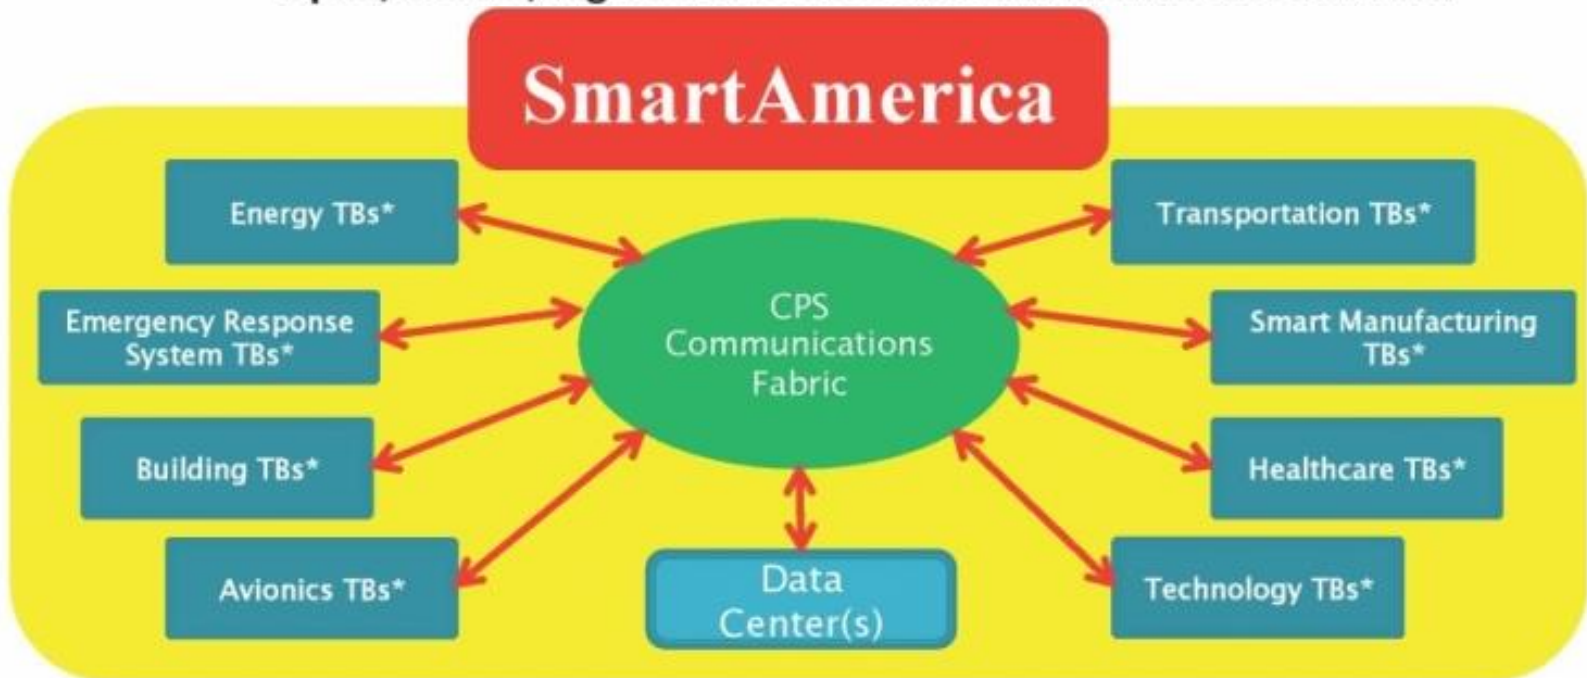 SmartAmerica
Energy TBs*
Transportation TBs*
Emergency Response
System TBs*
CPS
Communications
Fabric
Smart Manufacturing
TBs*
Building TBs*
Healthcare TBs*
Avionics TBs*
Data
Center(s)
Technology TBs*